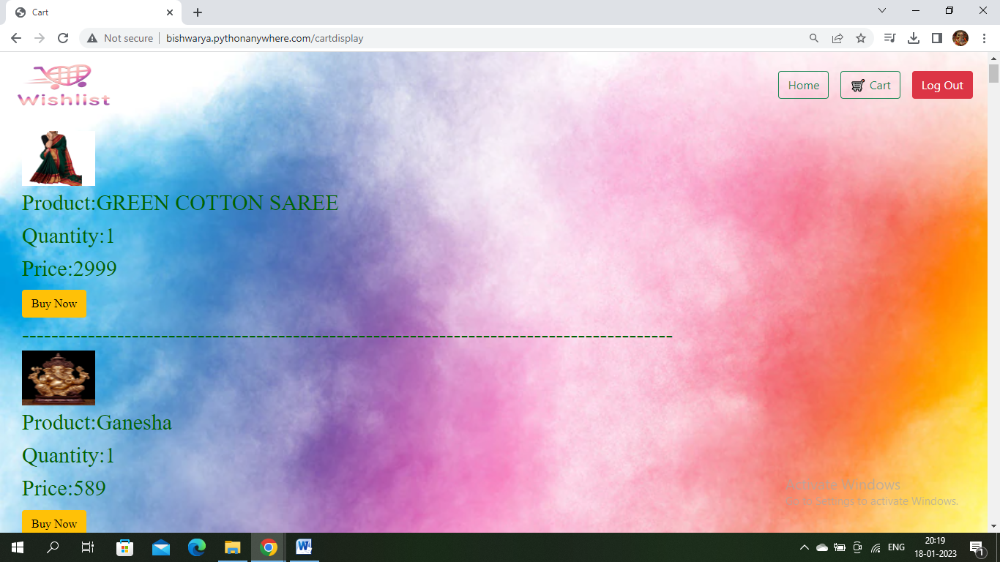 Cart
Not secure
bishwarya.pythonanywhere.com/cartdisplay
Wishlist
Home
Cart
Log Out
Product:GREEN COTTON SAREE
Quantity:1
Price:2999
Buy Now
Product:Ganesha
Quantity:1
Price:589
Buy Now
Activate Windows
Go to Settings to activate Windows.
ENG
20:19
18-01-2023
1